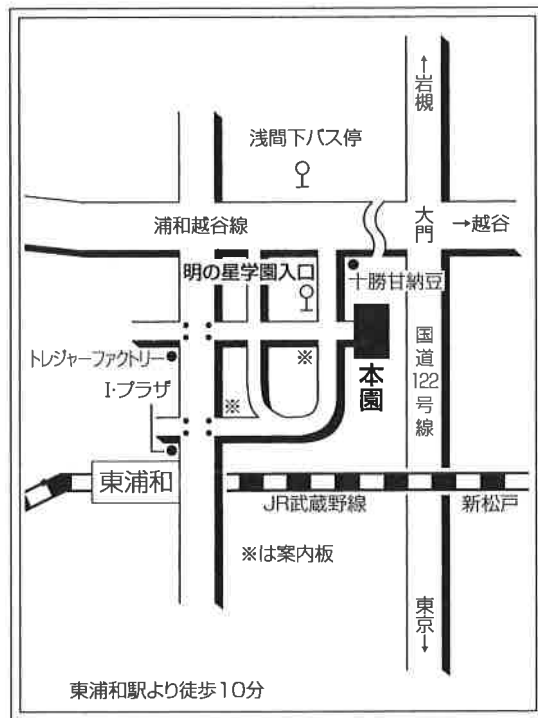 ↑岩槻
浅間下バス停
浦和越谷線
大門
→越谷
明の星学園入口
十勝甘納豆
トレジャーファクトリー
※
本園
国道122号線
I・プラザ
※
東浦和
JR武蔵野線
新松戸
※は案内板
東京→
東浦和駅より徒歩10分